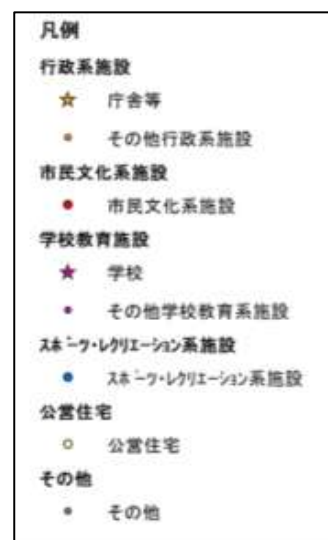 凡例
行政系施設
庁舎等
その他行政系施設
市民文化系施設
市民文化系施設
学校教育施設
学校
その他学校教育系施設
スポーツ・レクリエーション系施設
スポーツ・レクリエーション系施設
公営住宅
公営住宅
その他
その他